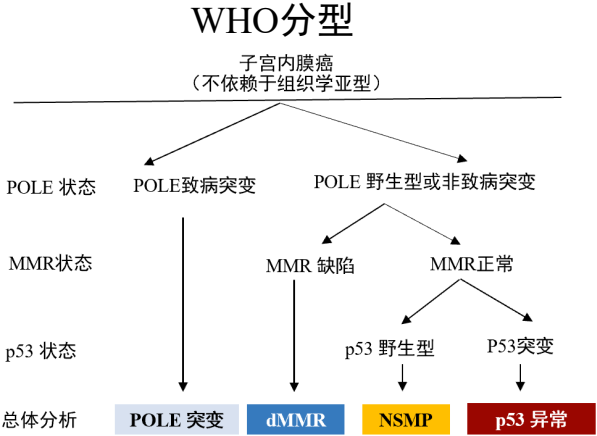 WHO分型
子宫内膜癌
（不依赖于组织学亚型）
POLE 状态
POLE致病突变
POLE 野生型或非致病突变
MMR状态
MMR 缺陷
MMR正常
p53 状态
p53 野生型
P53突变
总体分析
POLE 突变
dMMR
NSMP
p53 异常